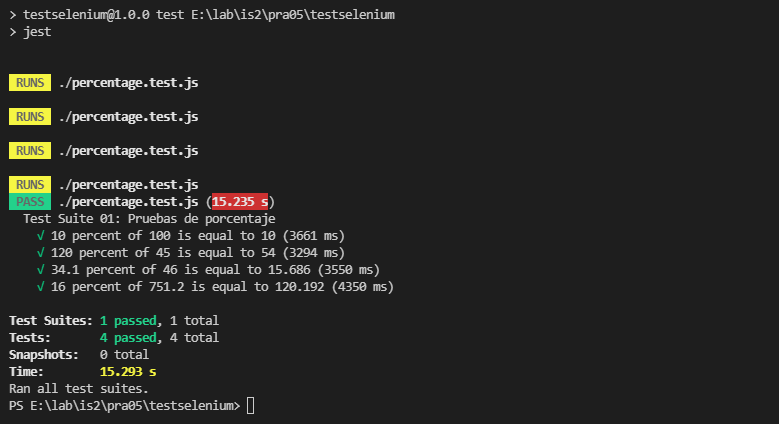 > testselenium@1.0.0 test E:\lab\is2\pra05\testselenium
> jest
RUNS ./percentage.test.js
RUNS ./percentage.test.js
RUNS ./percentage.test.js
RUNS ./percentage.test.js
PASS ./percentage.test.js (15.235 s)
Test Suite 01: Pruebas de porcentaje
√ 10 percent of 100 is equal to 10 (3661 ms)
√ 120 percent of 45 is equal to 54 (3294 ms)
√ 34.1 percent of 46 is equal to 15.686 (3550 ms)
√ 16 percent of 751.2 is equal to 120.192 (4350 ms)
Test Suites: 1 passed, 1 total
Tests: 4 passed, 4 total
Snapshots: 0 total
Time: 15.293 s
Ran all test suites.
PS E:\lab\is2\pra05\testselenium>